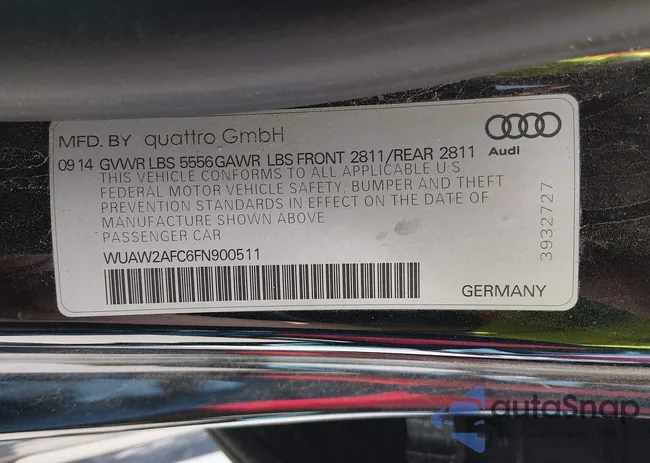 MFD. BY quattro GmbH
Audi
09 14 GVWR LBS 5556 GAWR LBS FRONT 2811/REAR 2811
THIS VEHICLE CONFORMS TO ALL APPLICABLE U.S
FEDERAL MOTOR VEHICLE SAFETY, BUMPER AND THEFT
PREVENTION STANDARDS IN EFFECT ON THE DATE OF
MANUFACTURE SHOWN ABOVE
PASSENGER CAR
WUAW2AFC6FN900511
GERMANY
3932727
autoSnap